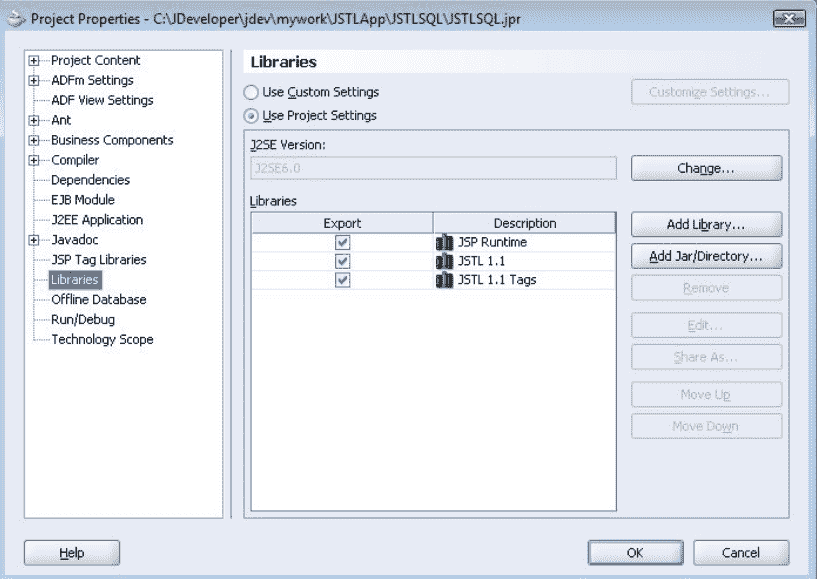 Project Properties - C:\JDeveloper\jdev\mywork\JSTLApp\JSTLSQL\JSTLSQL.jpr
Project Content
ADFm Settings
ADF View Settings
Ant
Business Components
Compiler
Dependencies
EJB Module
J2EE Application
Javadoc
JSP Tag Libraries
Libraries
Offline Database
Run/Debug
Technology Scope
Libraries
Use Custom Settings
Customize Settings...
Use Project Settings
J2SE Version:
J2SE6.0
Change...
Libraries
Export Description
JSP Runtime
JSTL 1.1
JSTL 1.1 Tags
Add Library...
Add Jar/Directory...
Remove
Edit...
Share As...
Move Up
Move Down
Help
OK
Cancel